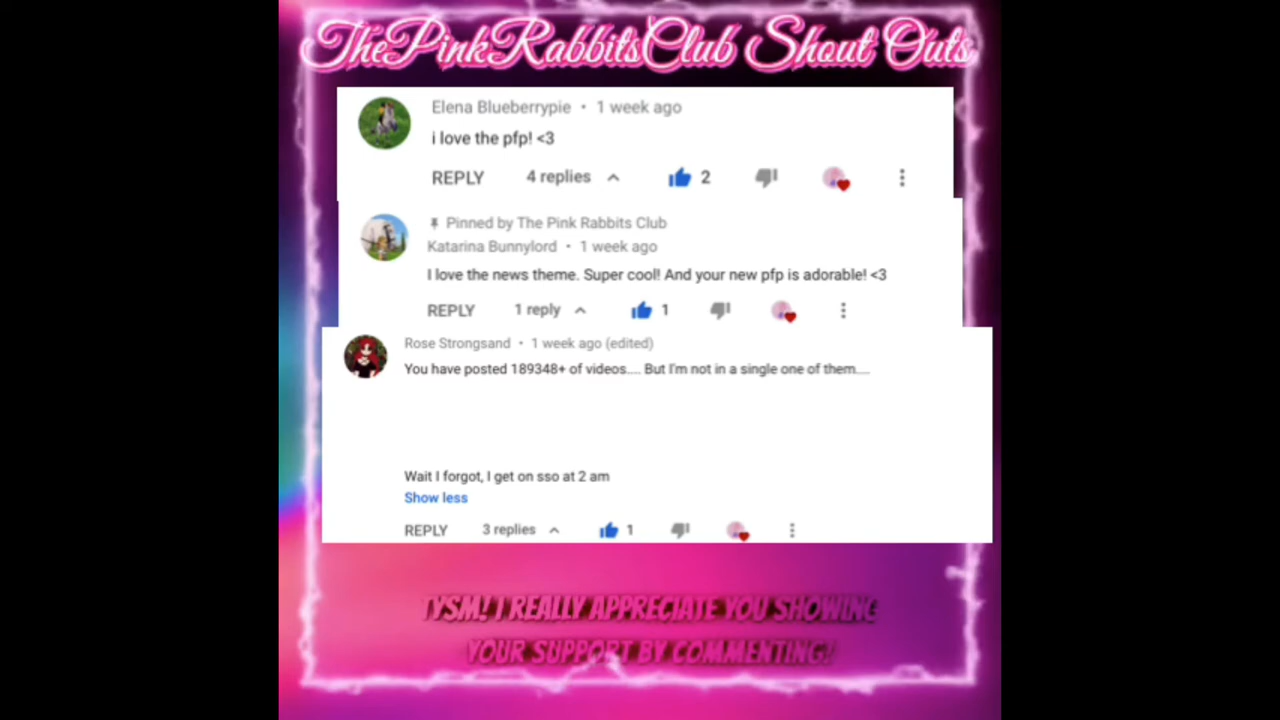 ThePinkRabbitsClub Shout Outs
Elena Blueberrypie • 1 week ago
i love the pfp! <3
REPLY 4 replies 2
Pinned by The Pink Rabbits Club
Katarina Bunnylord • 1 week ago
I love the news theme. Super cool! And your new pfp is adorable! <3
REPLY 1 reply 1
Rose Strongsand • 1 week ago (edited)
You have posted 189348+ of videos.... But I'm not in a single one of them....
Wait I forgot, I get on sso at 2 am
Show less
REPLY 3 replies 1
TYSM! I REALLY APPRECIATE YOU SHOWING
YOUR SUPPORT BY COMMENTING!